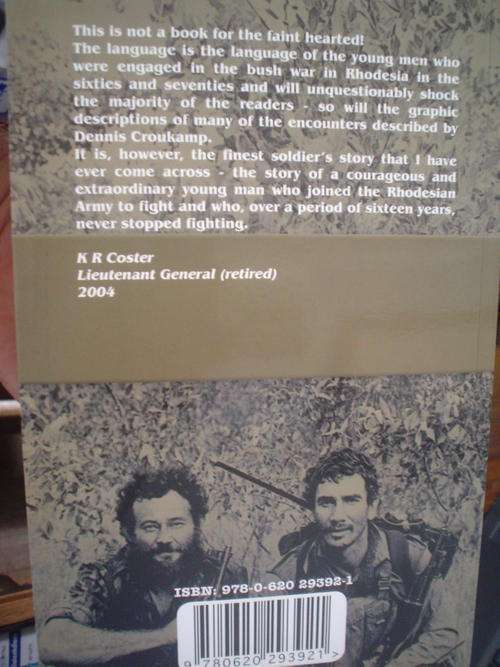 This is not a book for the faint hearted!
The language is the language of the young men who
were engaged in the bush war in Rhodesia in the
sixties and seventies and will unquestionably shock
the majority of the readers - so will the graphic
descriptions of many of the encounters described by
Dennis Croukamp.
It is, however, the finest soldier's story that I have
ever come across - the story of a courageous and
extraordinary young man who joined the Rhodesian
Army to fight and who, over a period of sixteen years,
never stopped fighting.
K R Coster
Lieutenant General (retired)
2004
ISBN: 978-0-620 29392-1
9 780620 293921 >